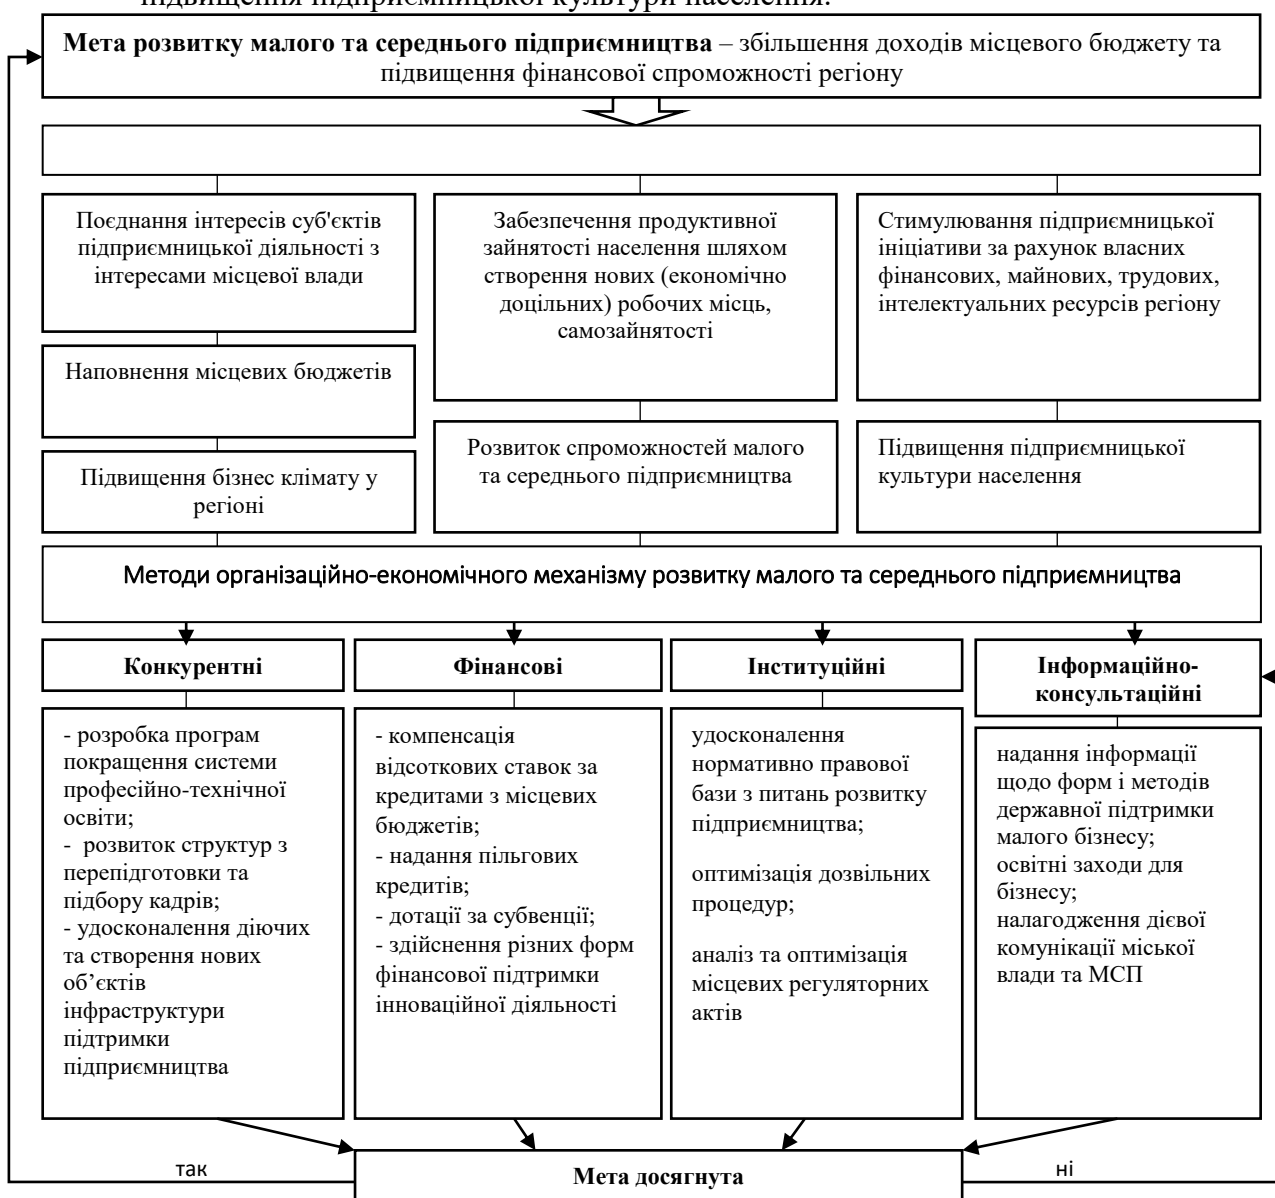 підвищення підприємницької культури населення.
Мета розвитку малого та середнього підприємництва – збільшення доходів місцевого бюджету та
підвищення фінансової спроможності регіону
Поєднання інтересів суб'єктів
підприємницької діяльності з
інтересами місцевої влади
Забезпечення продуктивної
зайнятості населення шляхом
створення нових (економічно
доцільних) робочих місць,
самозайнятості
Стимулювання підприємницької
ініціативи за рахунок власних
фінансових, майнових, трудових,
інтелектуальних ресурсів регіону
Наповнення місцевих бюджетів
Розвиток спроможностей малого
та середнього підприємництва
Підвищення підприємницької
культури населення
Підвищення бізнес клімату у
регіоні
Методи організаційно-економічного механізму розвитку малого та середнього підприємництва
Конкурентні
Фінансові
Інституційні
Інформаційно-
консультаційні
- розробка програм
покращення системи
професійно-технічної
освіти;
- розвиток структур з
перепідготовки та
підбору кадрів;
- удосконалення діючих
та створення нових
об’єктів
інфраструктури
підтримки
підприємництва
- компенсація
відсоткових ставок за
кредитами з місцевих
бюджетів;
- надання пільгових
кредитів;
- дотації за субвенції;
- здійснення різних форм
фінансової підтримки
інноваційної діяльності
удосконалення
нормативно правової
бази з питань розвитку
підприємництва;
оптимізація дозвільних
процедур;
аналіз та оптимізація
місцевих регуляторних
актів
надання інформації
щодо форм і методів
державної підтримки
малого бізнесу;
освітні заходи для
бізнесу;
налагодження дієвої
комунікації міської
влади та МСП
так
Мета досягнута
ні